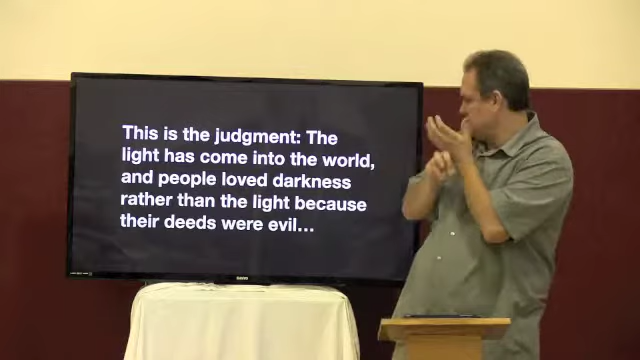 This is the judgment: The
light has come into the world,
and people loved darkness
rather than the light because
their deeds were evil...